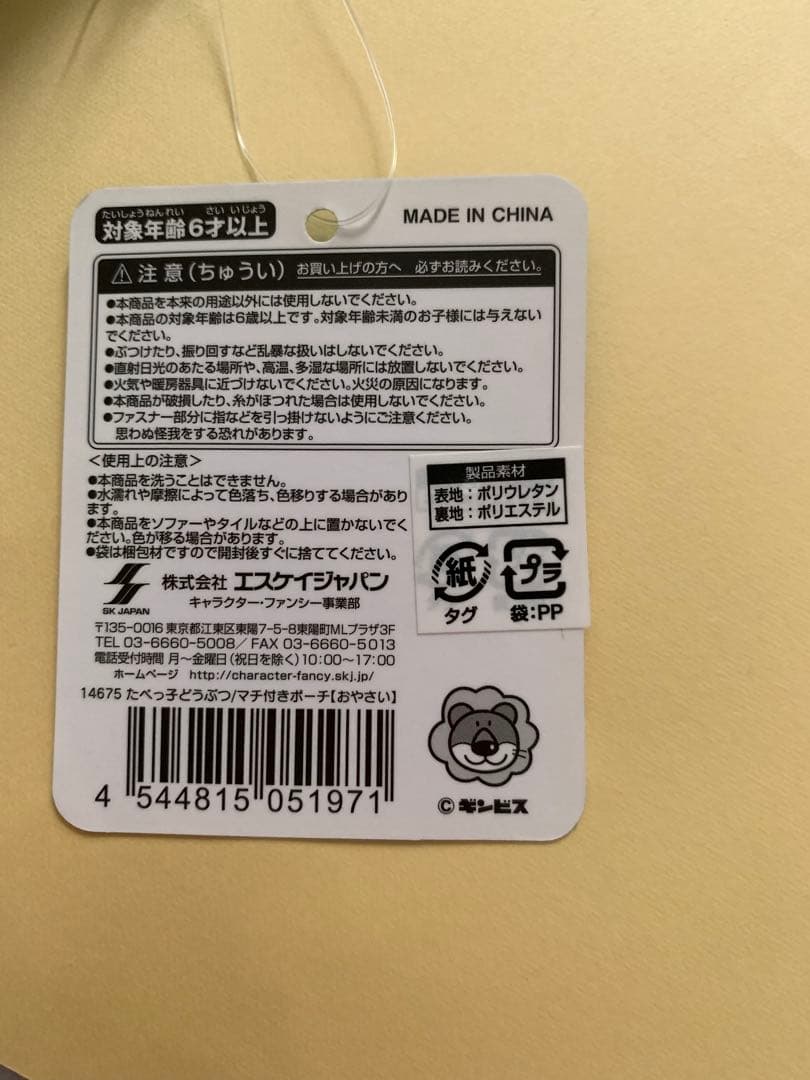 たいしょうねんれい さい いじょう
対象年齢6才以上
MADE IN CHINA
注意(ちゅうい) お買い上げの方へ 必ずお読みください。
●本商品を本来の用途以外には使用しないでください。
●本商品の対象年齢は6歳以上です。対象年齢未満のお子様には与えない
でください。
●ぶつけたり、振り回すなど乱暴な扱いはしないでください。
●直射日光のあたる場所や、高温、多湿な場所には放置しないでください。
●火気や暖房器具に近づけないでください。火災の原因になります。
●本商品が破損したり、糸がほつれた場合は使用しないでください。
●ファスナー部分に指などを引っ掛けないようにご注意ください。
思わぬ怪我をする恐れがあります。
<使用上の注意>
●本商品を洗うことはできません。
●水濡れや摩擦によって色落ち、色移りする場合があり
ます。
●本商品をソファーやタイルなどの上に置かないでく
ださい。色が移る場合があります。
●袋は梱包材ですので開封後すぐに捨ててください。
製品素材
表地:ポリウレタン
裏地:ポリエステル
紙
タグ
プラ
袋:PP
SK JAPAN
株式会社 エスケイジャパン
キャラクター・ファンシー事業部
〒135-0016 東京都江東区東陽7-5-8東陽町MLプラザ3F
TEL 03-6660-5008/ FAX 03-6660-5013
電話受付時間 月~金曜日(祝日を除く)10:00~17:00
ホームページ http://character-fancy.skj.jp/
14675 たべっ子どうぶつ/マチ付きポーチ【おやさい】
4 544815 051971
©ギンビス